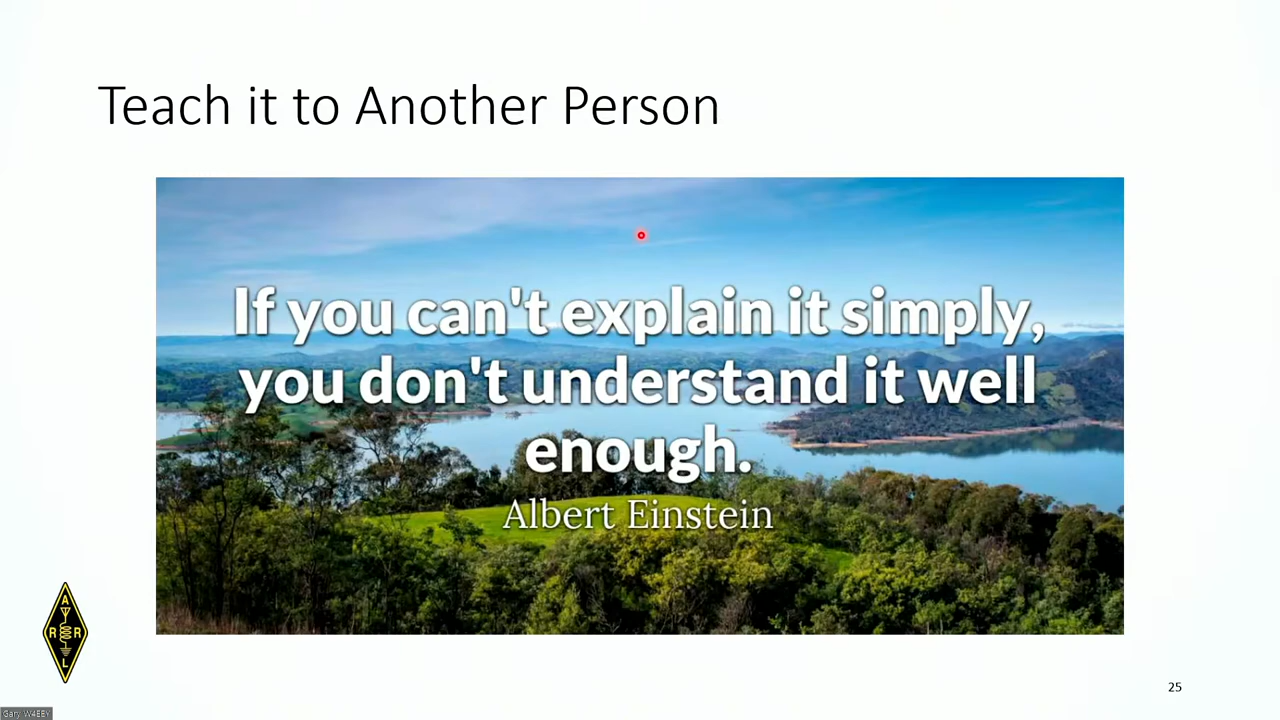 Teach it to Another Person
If you can't explain it simply,
you don't understand it well
enough.
Albert Einstein
A
R R
L
25
Gary W4EEY